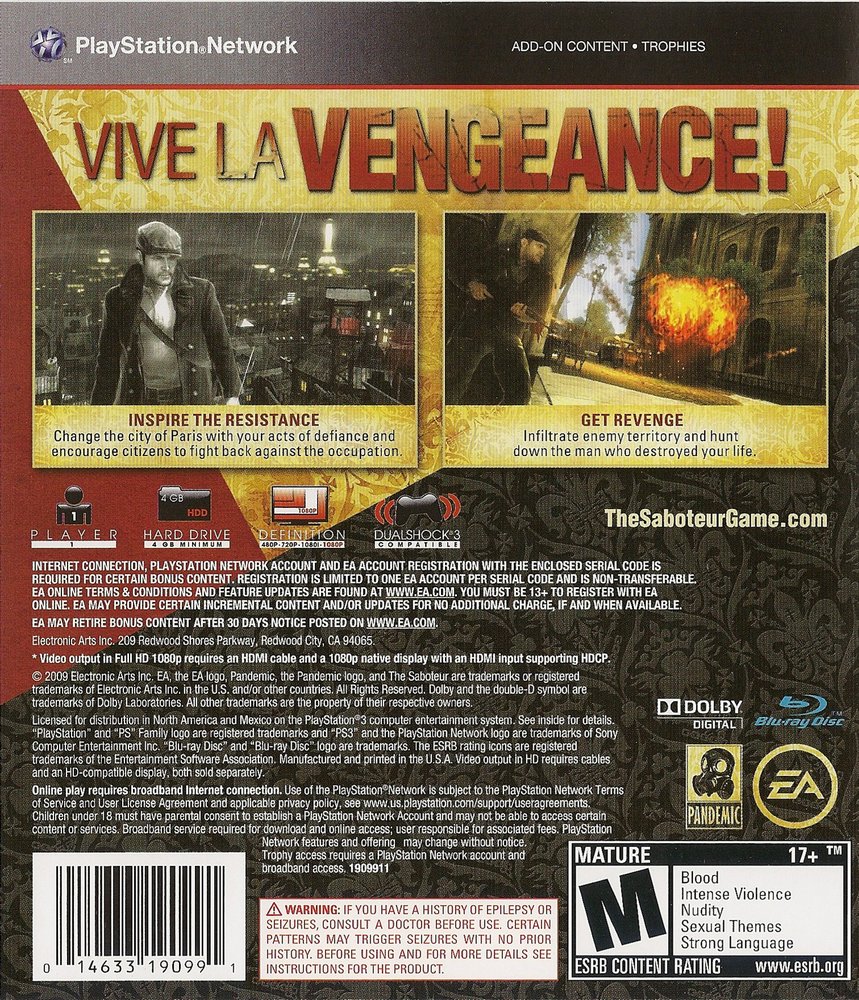 PlayStation®Network
SM
ADD-ON CONTENT • TROPHIES
VIVE LA VENGEANCE!
INSPIRE THE RESISTANCE
Change the city of Paris with your acts of defiance and
encourage citizens to fight back against the occupation.
GET REVENGE
Infiltrate enemy territory and hunt
down the man who destroyed your life.
1
PLAYER
1
4 GB
HDD
HARD DRIVE
4 GB MINIMUM
1080P
DEFINITION
480P·720P·1080I·1080P
DUALSHOCK®3
COMPATIBLE
TheSaboteurGame.com
INTERNET CONNECTION, PLAYSTATION NETWORK ACCOUNT AND EA ACCOUNT REGISTRATION WITH THE ENCLOSED SERIAL CODE IS
REQUIRED FOR CERTAIN BONUS CONTENT. REGISTRATION IS LIMITED TO ONE EA ACCOUNT PER SERIAL CODE AND IS NON-TRANSFERABLE.
EA ONLINE TERMS & CONDITIONS AND FEATURE UPDATES ARE FOUND AT WWW.EA.COM. YOU MUST BE 13+ TO REGISTER WITH EA
ONLINE. EA MAY PROVIDE CERTAIN INCREMENTAL CONTENT AND/OR UPDATES FOR NO ADDITIONAL CHARGE, IF AND WHEN AVAILABLE.
EA MAY RETIRE BONUS CONTENT AFTER 30 DAYS NOTICE POSTED ON WWW.EA.COM.
Electronic Arts Inc. 209 Redwood Shores Parkway, Redwood City, CA 94065.
* Video output in Full HD 1080p requires an HDMI cable and a 1080p native display with an HDMI input supporting HDCP.
© 2009 Electronic Arts Inc. EA, the EA logo, Pandemic, the Pandemic logo, and The Saboteur are trademarks or registered
trademarks of Electronic Arts Inc. in the U.S. and/or other countries. All Rights Reserved. Dolby and the double-D symbol are
trademarks of Dolby Laboratories. All other trademarks are the property of their respective owners.
Licensed for distribution in North America and Mexico on the PlayStation®3 computer entertainment system. See inside for details.
“PlayStation” and “PS” Family logo are registered trademarks and “PS3” and the PlayStation Network logo are trademarks of Sony
Computer Entertainment Inc. “Blu-ray Disc” and “Blu-ray Disc” logo are trademarks. The ESRB rating icons are registered
trademarks of the Entertainment Software Association. Manufactured and printed in the U.S.A. Video output in HD requires cables
and an HD-compatible display, both sold separately.
Online play requires broadband Internet connection. Use of the PlayStation®Network is subject to the PlayStation Network Terms
of Service and User License Agreement and applicable privacy policy, see www.us.playstation.com/support/useragreements.
Children under 18 must have parental consent to establish a PlayStation Network Account and may not be able to access certain
content or services. Broadband service required for download and online access; user responsible for associated fees. PlayStation
Network features and offering may change without notice.
Trophy access requires a PlayStation Network account and
broadband access. 1909911
DOLBY
DIGITAL
Blu-ray Disc™
PANDEMIC
EA
0 14633 19099 1
WARNING: IF YOU HAVE A HISTORY OF EPILEPSY OR
SEIZURES, CONSULT A DOCTOR BEFORE USE. CERTAIN
PATTERNS MAY TRIGGER SEIZURES WITH NO PRIOR
HISTORY. BEFORE USING AND FOR MORE DETAILS SEE
INSTRUCTIONS FOR THE PRODUCT.
MATURE 17+ ™
M
Blood
Intense Violence
Nudity
Sexual Themes
Strong Language
ESRB CONTENT RATING www.esrb.org